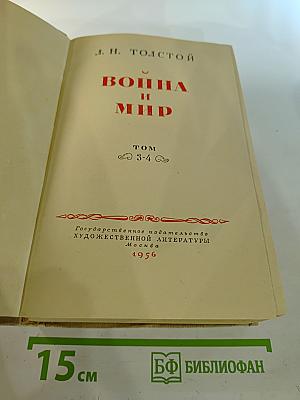 Л. Н. ТОЛСТОЙ
ВОЙНА
И
МИР
ТОМ
3-4
Государственное издательство
ХУДОЖЕСТВЕННОЙ ЛИТЕРАТУРЫ
Москва
1956
15 см
БФ БИБЛИОФАН